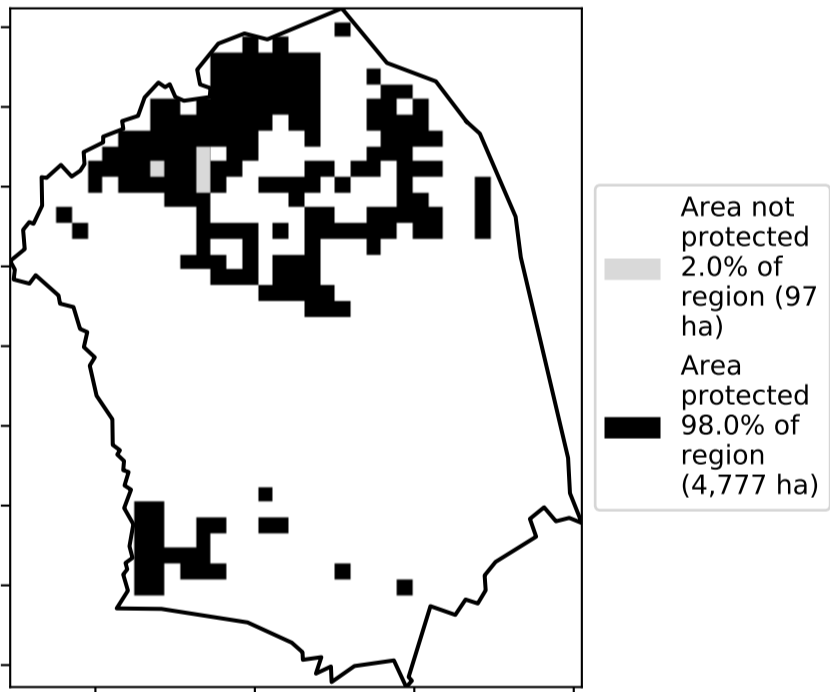 Area not
protected
2.0% of
region (97
ha)
Area
protected
98.0% of
region
(4,777 ha)